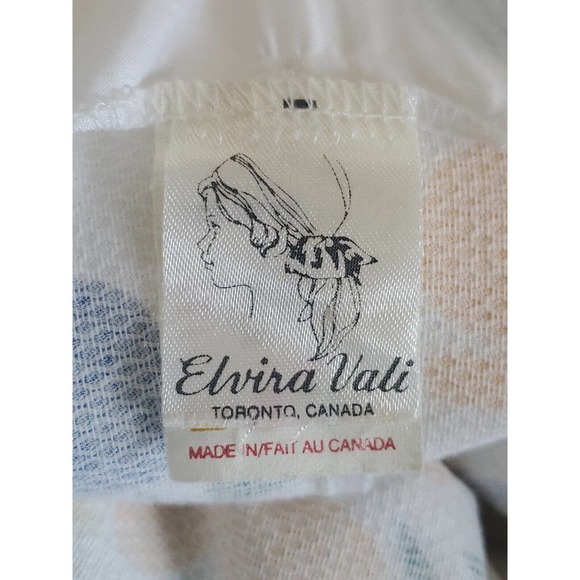 Elvira Vali
TORONTO, CANADA
MADE IN/FAIT AU CANADA